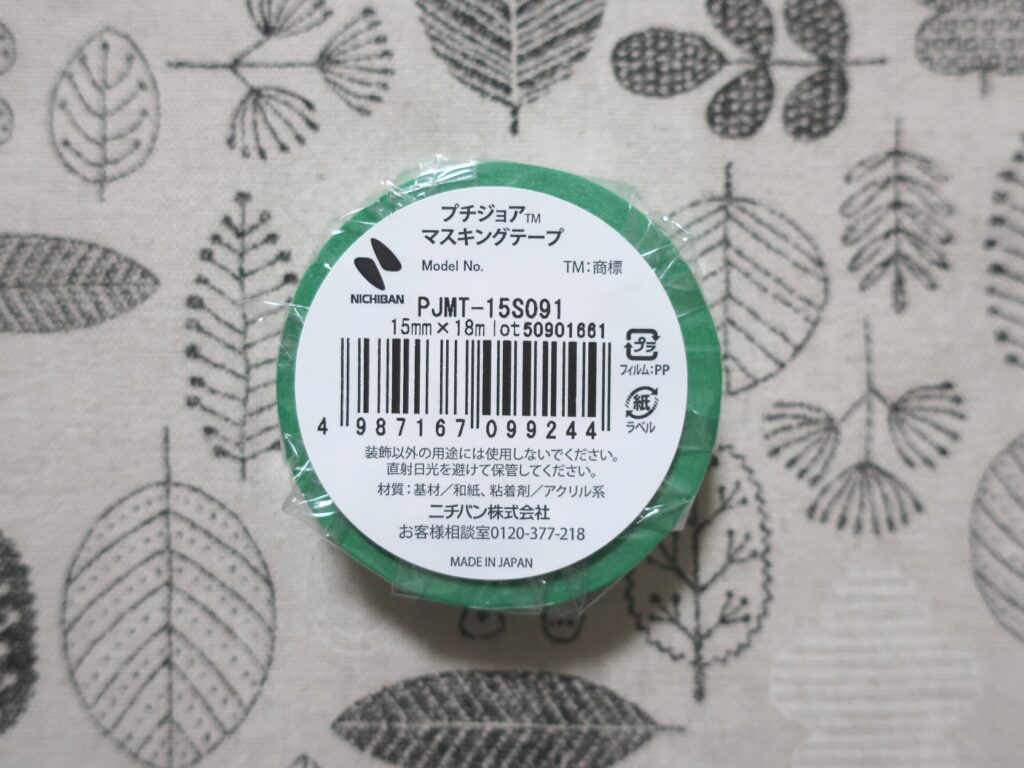 プチジョア™
マスキングテープ
NICHIBAN
Model No. TM:商標
PJMT-15S091
15mm×18m lot50901661
プラ
フィルム:PP
紙
ラベル
4 987167 099244
装飾以外の用途には使用しないでください。
直射日光を避けて保管してください。
材質:基材／和紙、粘着剤／アクリル系
ニチバン株式会社
お客様相談室0120-377-218
MADE IN JAPAN